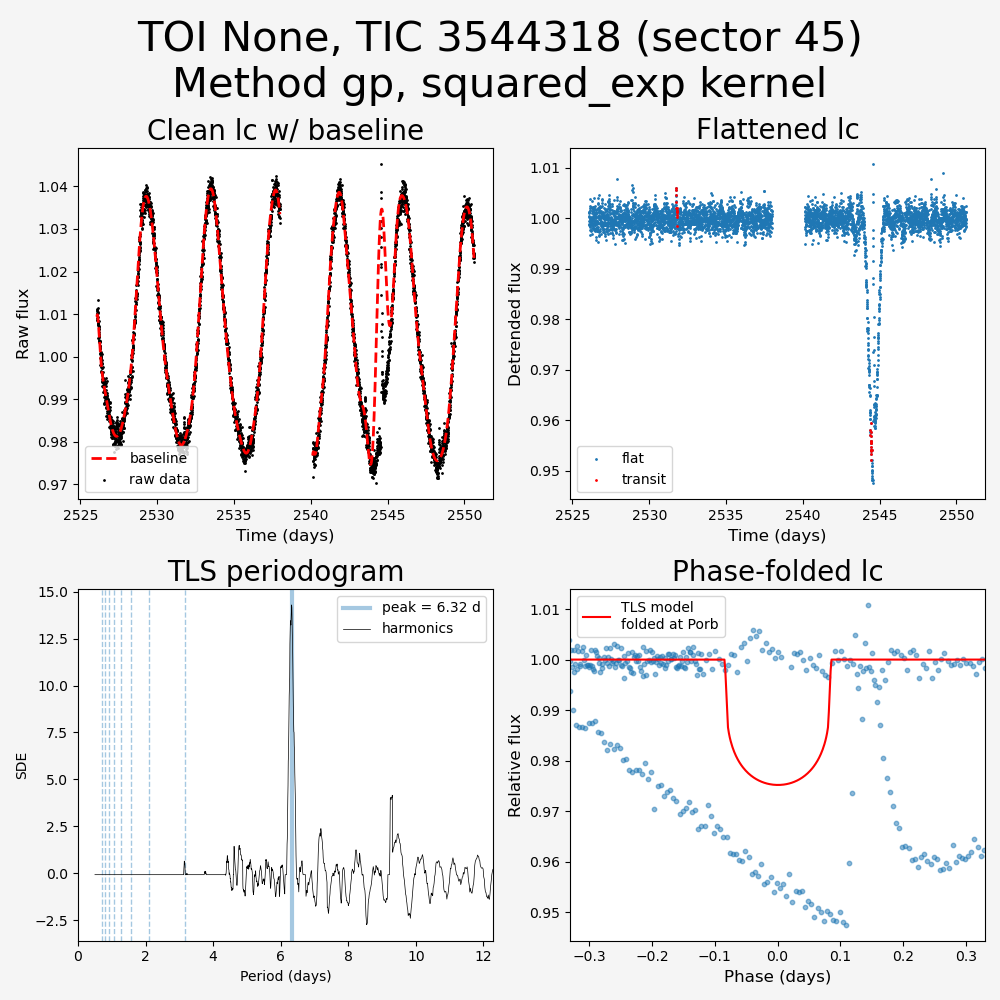 TOI None, TIC 3544318 (sector 45)
Method gp, squared_exp kernel
Clean lc w/ baseline
Raw flux
1.04
1.03
1.02
1.01
1.00
0.99
0.98
0.97
baseline
raw data
2525 2530 2535 2540 2545 2550
Time (days)
Flattened lc
Detrended flux
1.01
1.00
0.99
0.98
0.97
0.96
0.95
flat
transit
2525 2530 2535 2540 2545 2550
Time (days)
TLS periodogram
SDE
15.0
12.5
10.0
7.5
5.0
2.5
0.0
−2.5
peak = 6.32 d
harmonics
0 2 4 6 8 10 12
Period (days)
Phase-folded lc
Relative flux
1.01
1.00
0.99
0.98
0.97
0.96
0.95
TLS model
folded at Porb
−0.3 −0.2 −0.1 0.0 0.1 0.2 0.3
Phase (days)